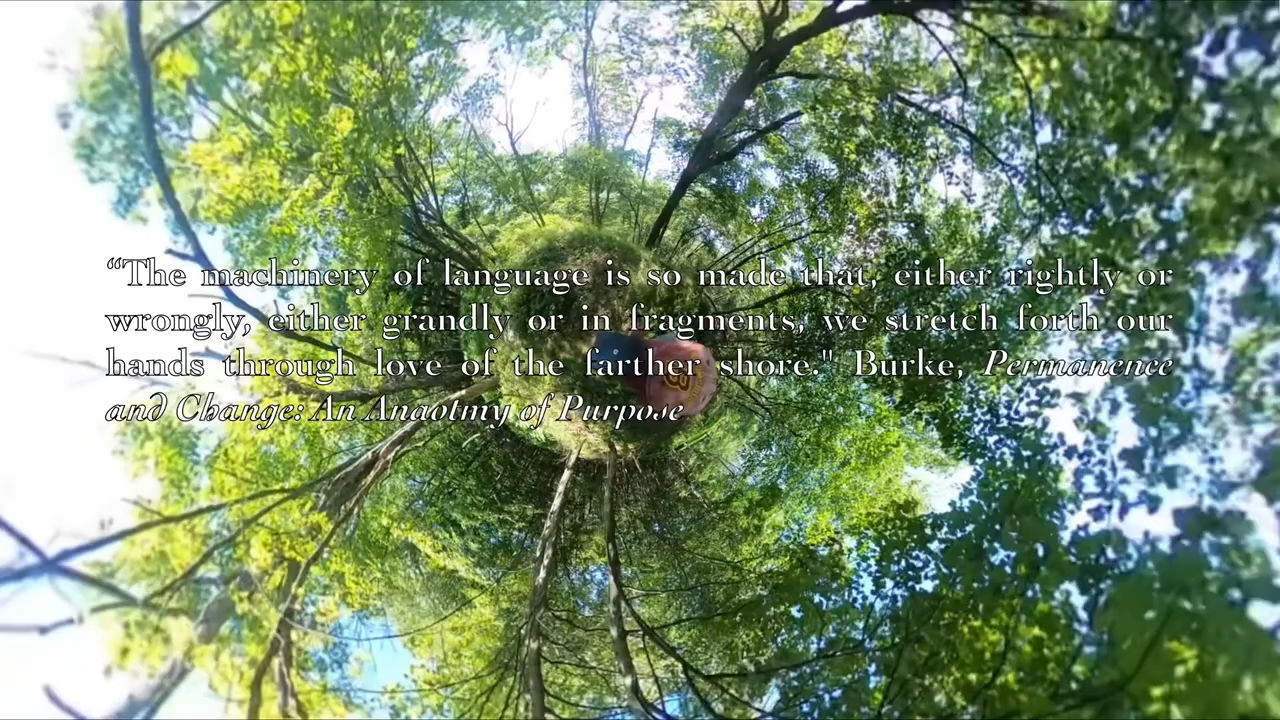 “The machinery of language is so made that, either rightly or
wrongly, either grandly or in fragments, we stretch forth our
hands through love of the farther shore." Burke, Permanence
and Change: An Anaotmy of Purpose
B